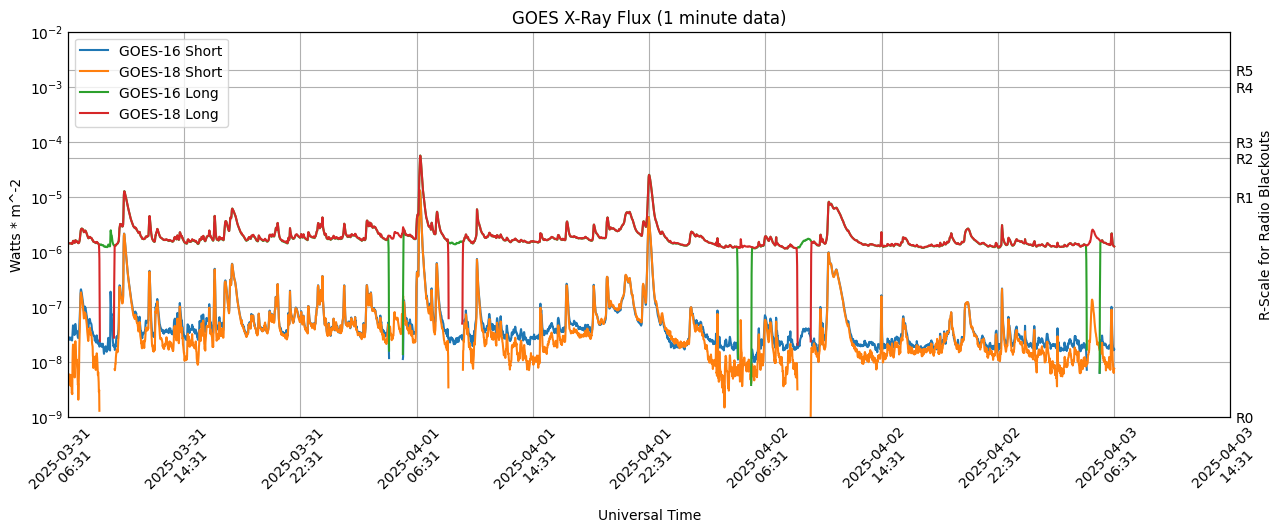 GOES X-Ray Flux (1 minute data)
GOES-16 Short
GOES-18 Short
GOES-16 Long
GOES-18 Long
10^-2
10^-3
10^-4
10^-5
10^-6
10^-7
10^-8
10^-9
Watts * m^-2
R5
R4
R3
R2
R1
R0
R-Scale for Radio Blackouts
2025-03-31
06:31
2025-03-31
14:31
2025-03-31
22:31
2025-04-01
06:31
2025-04-01
14:31
2025-04-01
22:31
2025-04-02
06:31
2025-04-02
14:31
2025-04-02
22:31
2025-04-03
06:31
2025-04-03
14:31
Universal Time